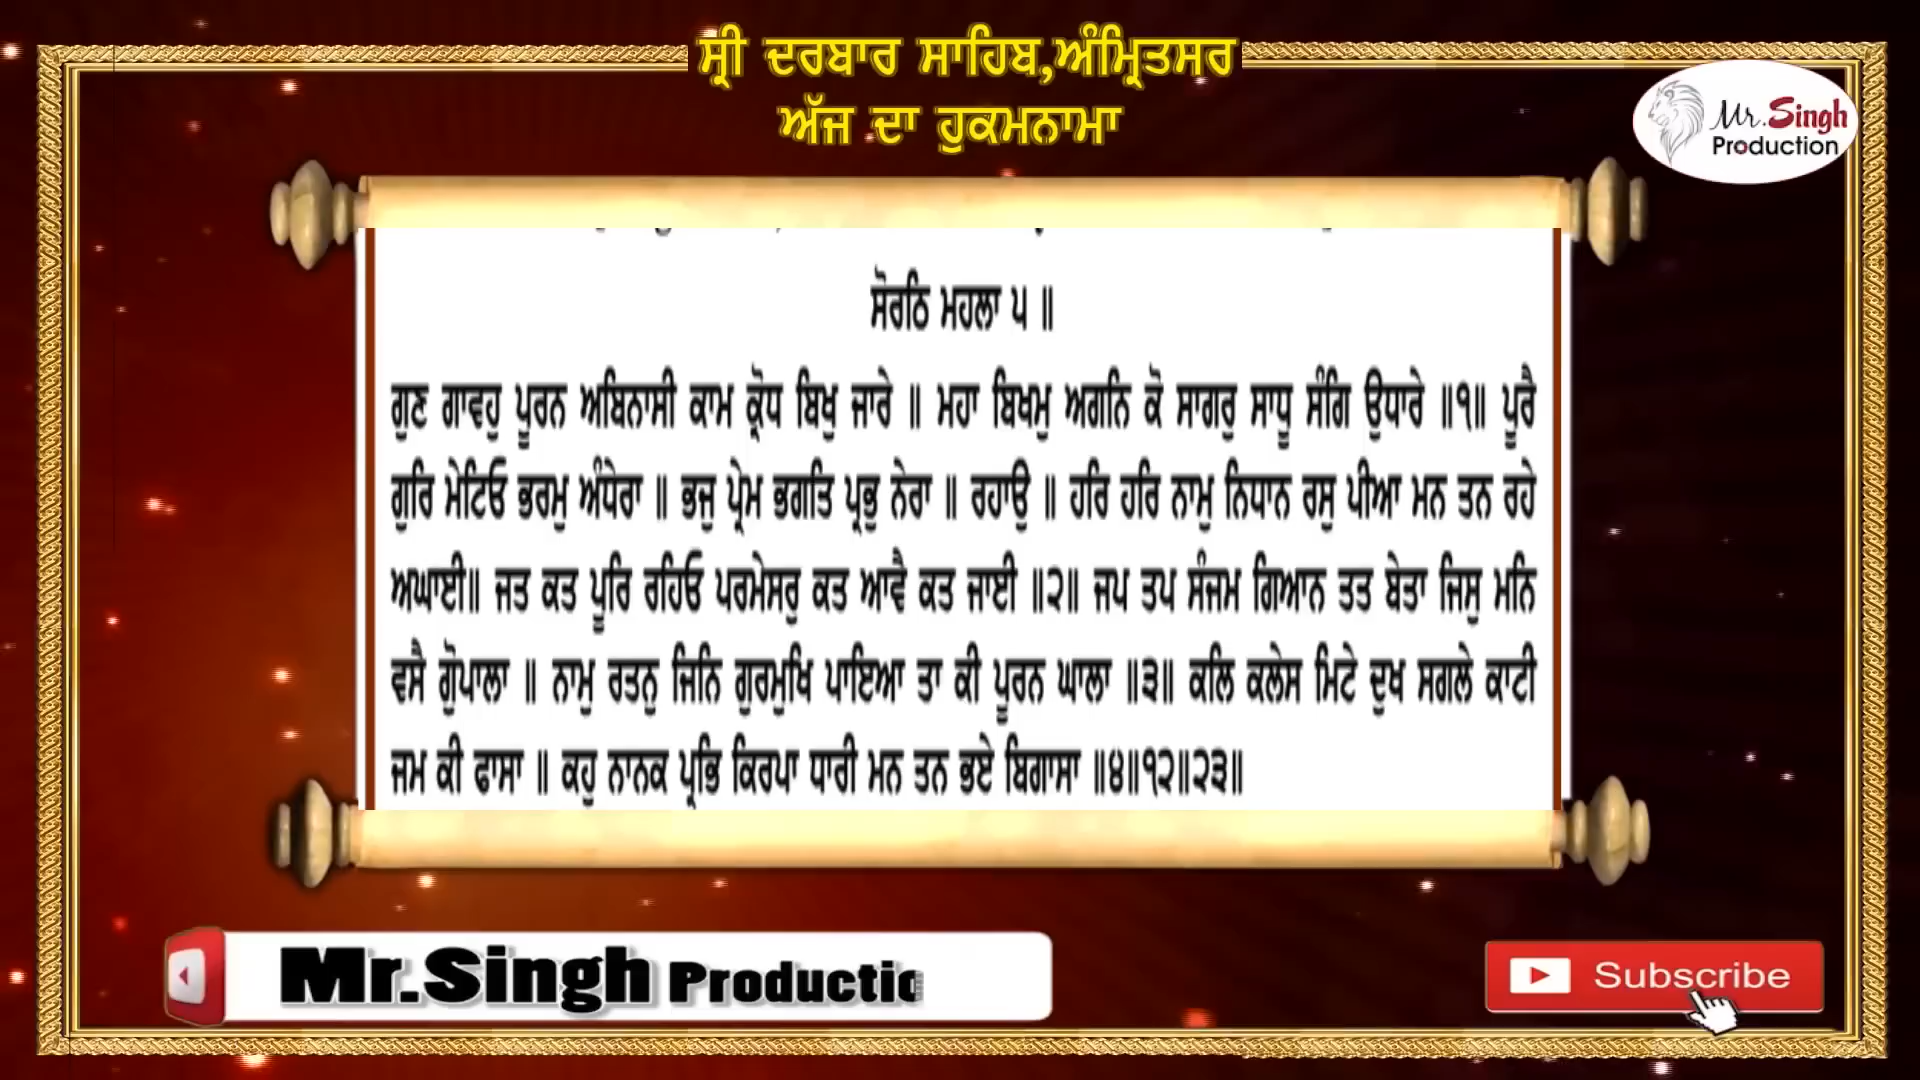 ਸ੍ਰੀ ਦਰਬਾਰ ਸਾਹਿਬ,ਅੰਮ੍ਰਿਤਸਰ
ਅੱਜ ਦਾ ਹੁਕਮਨਾਮਾ
Mr.Singh
Production
ਸੋਰਠਿ ਮਹਲਾ ੫ ॥
ਗੁਣ ਗਾਵਹੁ ਪੂਰਨ ਅਬਿਨਾਸੀ ਕਾਮ ਕ੍ਰੋਧ ਬਿਖੁ ਜਾਰੇ ॥ ਮਹਾ ਬਿਖਮੁ ਅਗਨਿ ਕੋ ਸਾਗਰੁ ਸਾਧੂ ਸੰਗਿ ਉਧਾਰੇ ॥੧॥ ਪੂਰੈ
ਗੁਰਿ ਮੇਟਿਓ ਭਰਮੁ ਅੰਧੇਰਾ ॥ ਭਜੁ ਪ੍ਰੇਮ ਭਗਤਿ ਪ੍ਰਭੁ ਨੇਰਾ ॥ ਰਹਾਉ ॥ ਹਰਿ ਹਰਿ ਨਾਮੁ ਨਿਧਾਨ ਰਸੁ ਪੀਆ ਮਨ ਤਨ ਰਹੇ
ਅਘਾਈ॥ ਜਤ ਕਤ ਪੂਰਿ ਰਹਿਓ ਪਰਮੇਸਰੁ ਕਤ ਆਵੈ ਕਤ ਜਾਈ ॥੨॥ ਜਪ ਤਪ ਸੰਜਮ ਗਿਆਨ ਤਤ ਬੇਤਾ ਜਿਸੁ ਮਨਿ
ਵਸੈ ਗੋੁਪਾਲਾ ॥ ਨਾਮੁ ਰਤਨੁ ਜਿਨਿ ਗੁਰਮੁਖਿ ਪਾਇਆ ਤਾ ਕੀ ਪੂਰਨ ਘਾਲਾ ॥੩॥ ਕਲਿ ਕਲੇਸ ਮਿਟੇ ਦੁਖ ਸਗਲੇ ਕਾਟੀ
ਜਮ ਕੀ ਫਾਸਾ ॥ ਕਹੁ ਨਾਨਕ ਪ੍ਰਭਿ ਕਿਰਪਾ ਧਾਰੀ ਮਨ ਤਨ ਭਏ ਬਿਗਾਸਾ ॥੪॥੧੨॥੨੩॥
Mr.Singh Productio
Subscribe